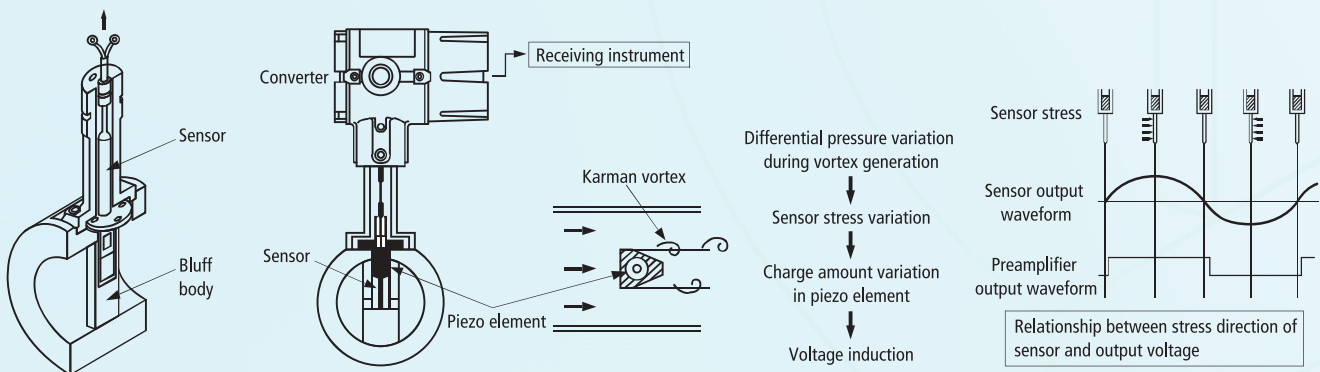 Sensor
Bluff
body
Converter
Receiving instrument
Sensor
Piezo element
Karman vortex
Differential pressure variation
during vortex generation
Sensor stress variation
Charge amount variation
in piezo element
Voltage induction
Sensor stress
Sensor output
waveform
Preamplifier
output waveform
Relationship between stress direction of
sensor and output voltage